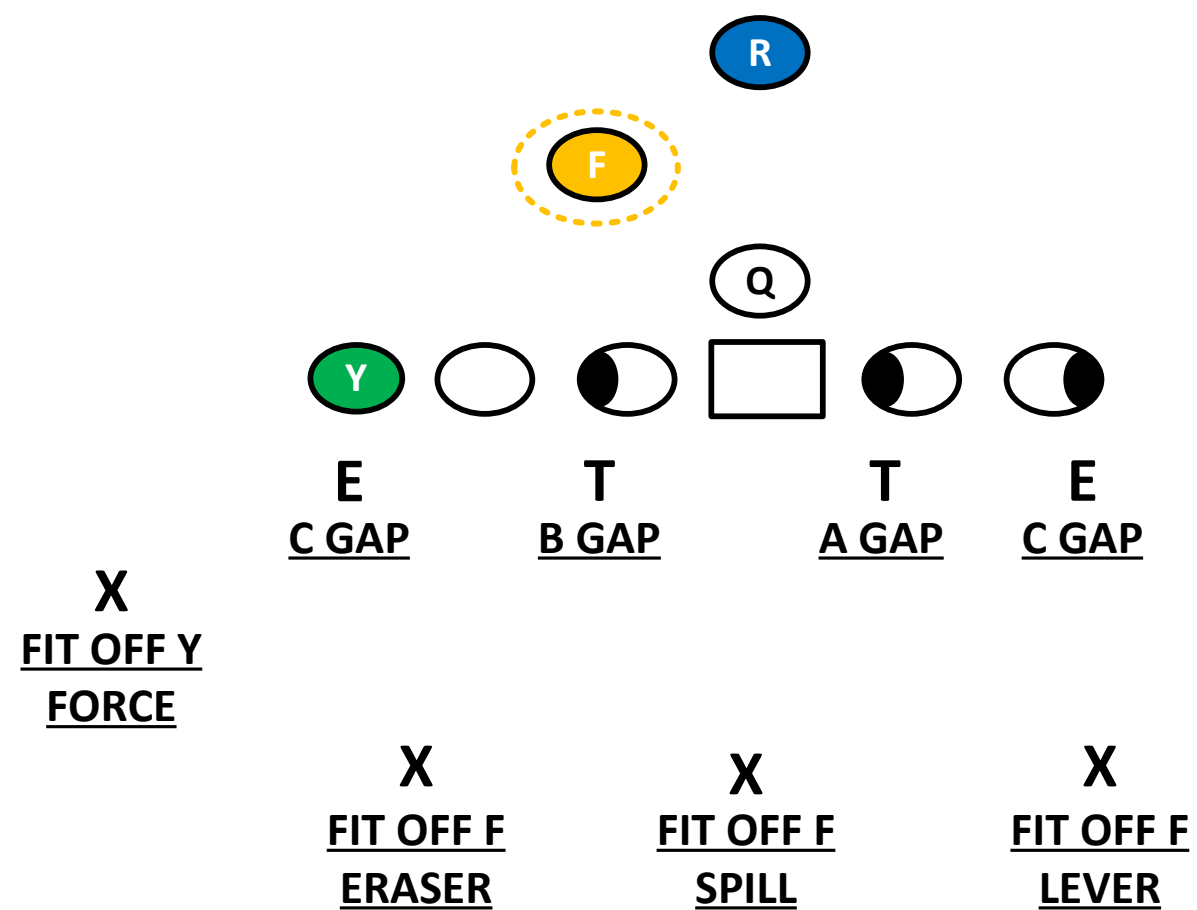 R
F
Q
Y
E T T E
C GAP B GAP A GAP C GAP
X
FIT OFF Y
FORCE
X X X
FIT OFF F FIT OFF F FIT OFF F
ERASER SPILL LEVER